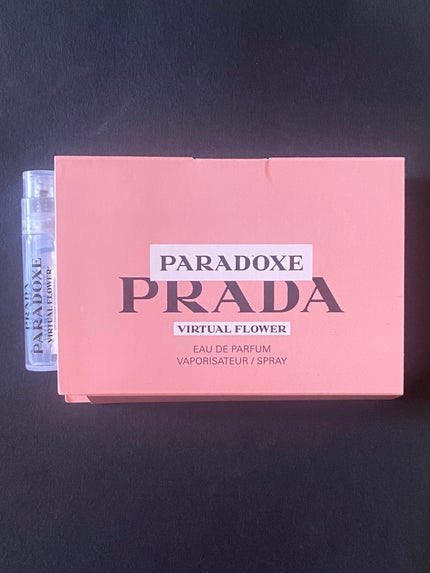 PARADOXE
PRADA
VIRTUAL FLOWER
EAU DE PARFUM
VAPORISATEUR / SPRAY
PRADA
PARADOXE
VIRTUAL FLOWER